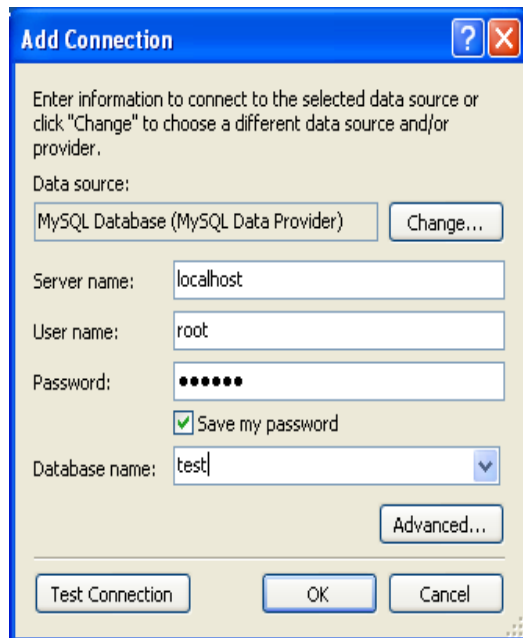 Add Connection
Enter information to connect to the selected data source or
click "Change" to choose a different data source and/or
provider.
Data source:
MySQL Database (MySQL Data Provider)
Change...
Server name: localhost
User name: root
Password: ●●●●●●
Save my password
Database name: test
Advanced...
Test Connection OK Cancel